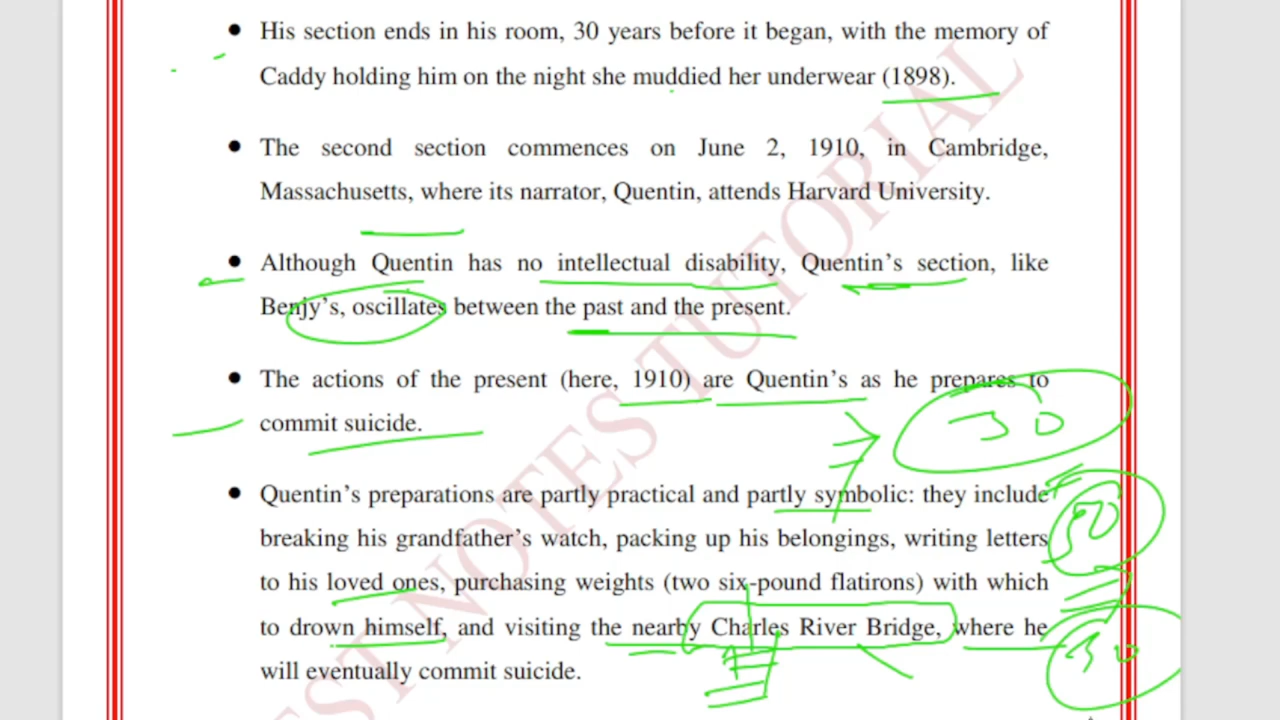 • His section ends in his room, 30 years before it began, with the memory of
Caddy holding him on the night she muddied her underwear (1898).
• The second section commences on June 2, 1910, in Cambridge,
Massachusetts, where its narrator, Quentin, attends Harvard University.
• Although Quentin has no intellectual disability, Quentin's section, like
Benjy's, oscillates between the past and the present.
• The actions of the present (here, 1910) are Quentin's as he prepares to
commit suicide.
30
• Quentin's preparations are partly practical and partly symbolic: they include
breaking his grandfather's watch, packing up his belongings, writing letters
to his loved ones, purchasing weights (two six-pound flatirons) with which
to drown himself, and visiting the nearby Charles River Bridge, where he
will eventually commit suicide.
NOTES TUTORIAL